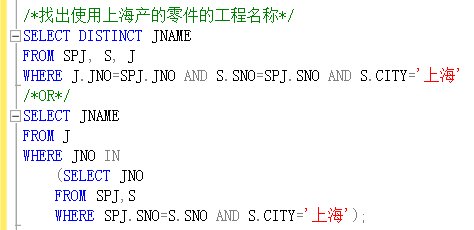 /*找出使用上海产的零件的工程名称*/
SELECT DISTINCT JNAME
FROM SPJ, S, J
WHERE J.JNO=SPJ.JNO AND S.SNO=SPJ.SNO AND S.CITY='上海'
/*OR*/
SELECT JNAME
FROM J
WHERE JNO IN
(SELECT JNO
FROM SPJ,S
WHERE SPJ.SNO=S.SNO AND S.CITY='上海');